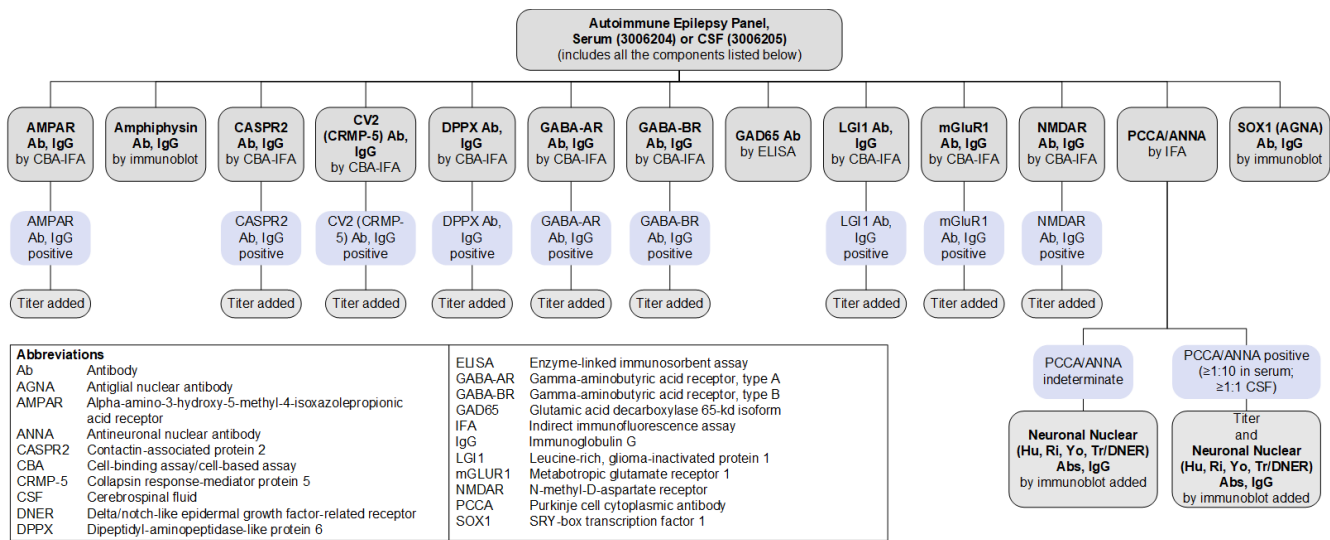 Autoimmune Epilepsy Panel,
Serum (3006204) or CSF (3006205)
(includes all the components listed below)
AMPAR
Ab, IgG
by CBA-IFA
Amphiphysin
Ab, IgG
by immunoblot
CASPR2
Ab, IgG
by CBA-IFA
CV2
(CRMP-5) Ab,
IgG
by CBA-IFA
DPPX Ab,
IgG
by CBA-IFA
GABA-AR
Ab, IgG
by CBA-IFA
GABA-BR
Ab, IgG
by CBA-IFA
GAD65 Ab
by ELISA
LGI1 Ab,
IgG
by CBA-IFA
mGluR1
Ab, IgG
by CBA-IFA
NMDAR
Ab, IgG
by CBA-IFA
PCCA/ANNA
by IFA
SOX1 (AGNA)
Ab, IgG
by immunoblot
AMPAR
Ab, IgG
positive
CASPR2
Ab, IgG
positive
CV2 (CRMP-
5) Ab, IgG
positive
DPPX Ab,
IgG
positive
GABA-AR
Ab, IgG
positive
GABA-BR
Ab, IgG
positive
LGI1 Ab,
IgG
positive
mGluR1
Ab, IgG
positive
NMDAR
Ab, IgG
positive
Titer added
Titer added
Titer added
Titer added
Titer added
Titer added
Titer added
Titer added
Titer added
PCCA/ANNA
indeterminate
PCCA/ANNA positive
(≥1:10 in serum;
≥1:1 CSF)
Neuronal Nuclear
(Hu, Ri, Yo, Tr/DNER)
Abs, IgG
by immunoblot added
Titer
and
Neuronal Nuclear
(Hu, Ri, Yo, Tr/DNER)
Abs, IgG
by immunoblot added
Abbreviations
Ab Antibody
AGNA Antiglial nuclear antibody
AMPAR Alpha-amino-3-hydroxy-5-methyl-4-isoxazolepropionic
acid receptor
ANNA Antineuronal nuclear antibody
CASPR2 Contactin-associated protein 2
CBA Cell-binding assay/cell-based assay
CRMP-5 Collapsin response-mediator protein 5
CSF Cerebrospinal fluid
DNER Delta/notch-like epidermal growth factor-related receptor
DPPX Dipeptidyl-aminopeptidase-like protein 6
ELISA Enzyme-linked immunosorbent assay
GABA-AR Gamma-aminobutyric acid receptor, type A
GABA-BR Gamma-aminobutyric acid receptor, type B
GAD65 Glutamic acid decarboxylase 65-kd isoform
IFA Indirect immunofluorescence assay
IgG Immunoglobulin G
LGI1 Leucine-rich, glioma-inactivated protein 1
mGLUR1 Metabotropic glutamate receptor 1
NMDAR N-methyl-D-aspartate receptor
PCCA Purkinje cell cytoplasmic antibody
SOX1 SRY-box transcription factor 1